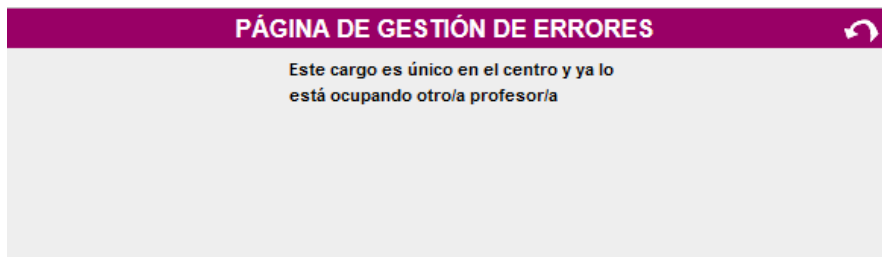 PÁGINA DE GESTIÓN DE ERRORES
Este cargo es único en el centro y ya lo
está ocupando otro/a profesor/a